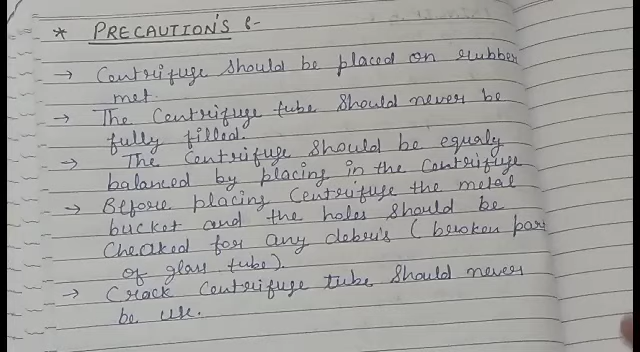 * PRECAUTION'S :-
→ Centrifuge should be placed on rubber
met.
→ The Centrifuge tube should never be
fully filled.
→ The Centrifuge should be equaly
balanced by placing in the Centrifuge
→ Before placing Centrifuge the metal
bucket and the holes should be
Cheaked for any debris (broken part
of glass tube).
→ Crack Centrifuge tube should never
be use.